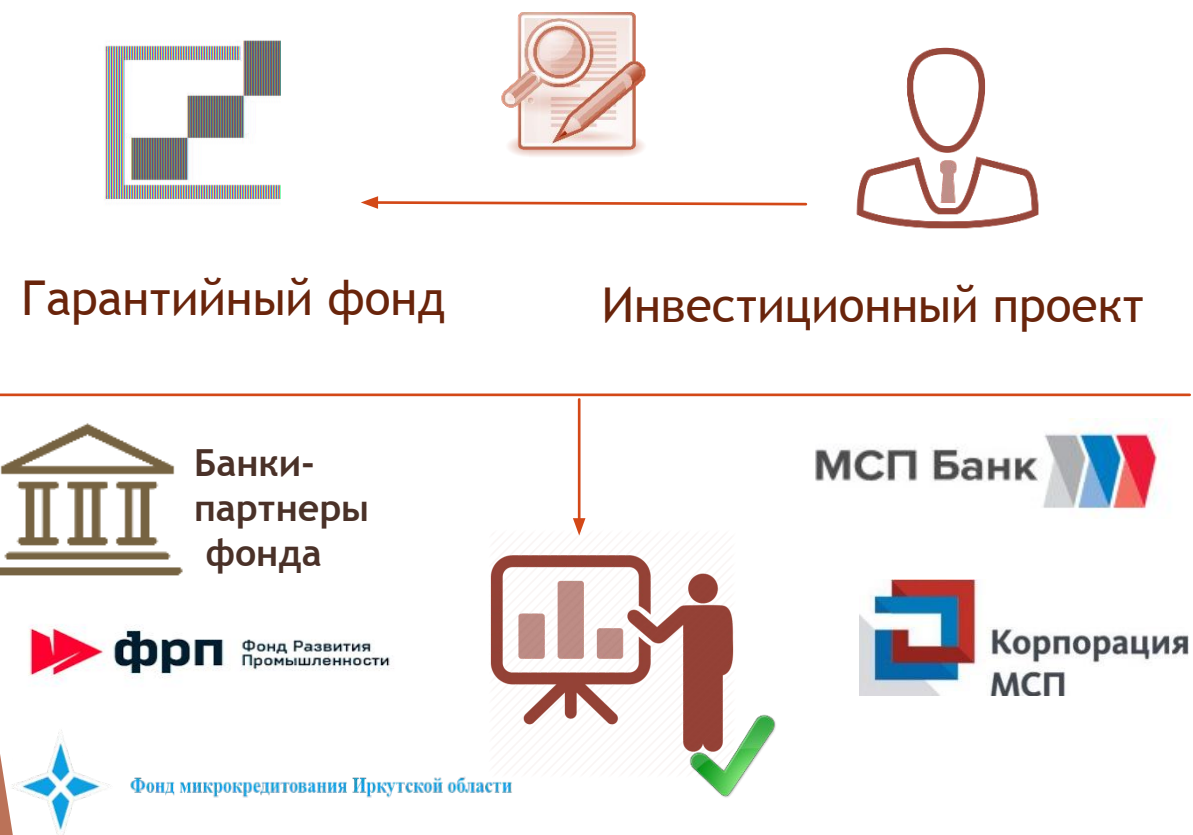 Гарантийный фонд
Инвестиционный проект
Банки-
партнеры
фонда
МСП Банк
фрп
Фонд Развития
Промышленности
Корпорация
МСП
Фонд микрокредитования Иркутской области